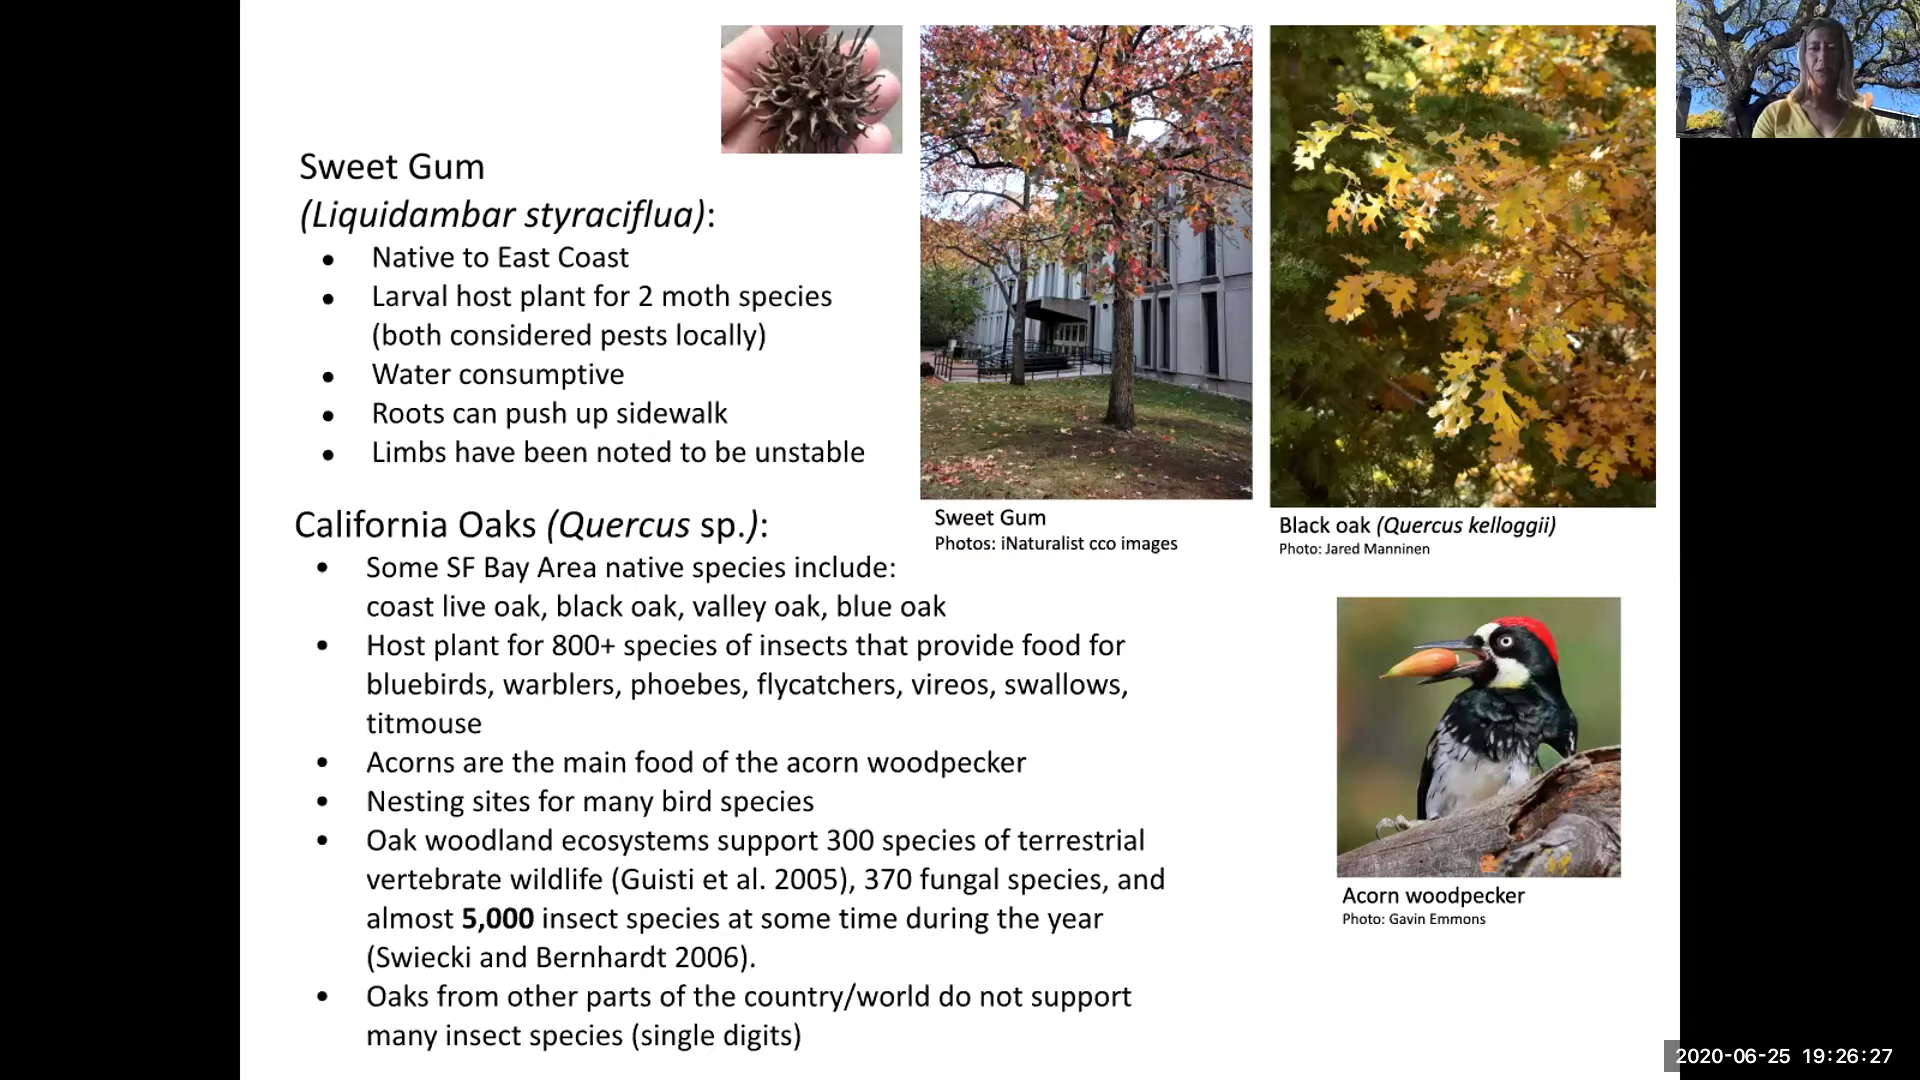 Sweet Gum
(Liquidambar styraciflua):
• Native to East Coast
• Larval host plant for 2 moth species
(both considered pests locally)
• Water consumptive
• Roots can push up sidewalk
• Limbs have been noted to be unstable
California Oaks (Quercus sp.):
• Some SF Bay Area native species include:
coast live oak, black oak, valley oak, blue oak
• Host plant for 800+ species of insects that provide food for
bluebirds, warblers, phoebes, flycatchers, vireos, swallows,
titmouse
• Acorns are the main food of the acorn woodpecker
• Nesting sites for many bird species
• Oak woodland ecosystems support 300 species of terrestrial
vertebrate wildlife (Guisti et al. 2005), 370 fungal species, and
almost 5,000 insect species at some time during the year
(Swiecki and Bernhardt 2006).
• Oaks from other parts of the country/world do not support
many insect species (single digits)
Sweet Gum
Photos: iNaturalist cco images
Black oak (Quercus kelloggii)
Photo: Jared Manninen
Acorn woodpecker
Photo: Gavin Emmons
2020-06-25 19:26:27